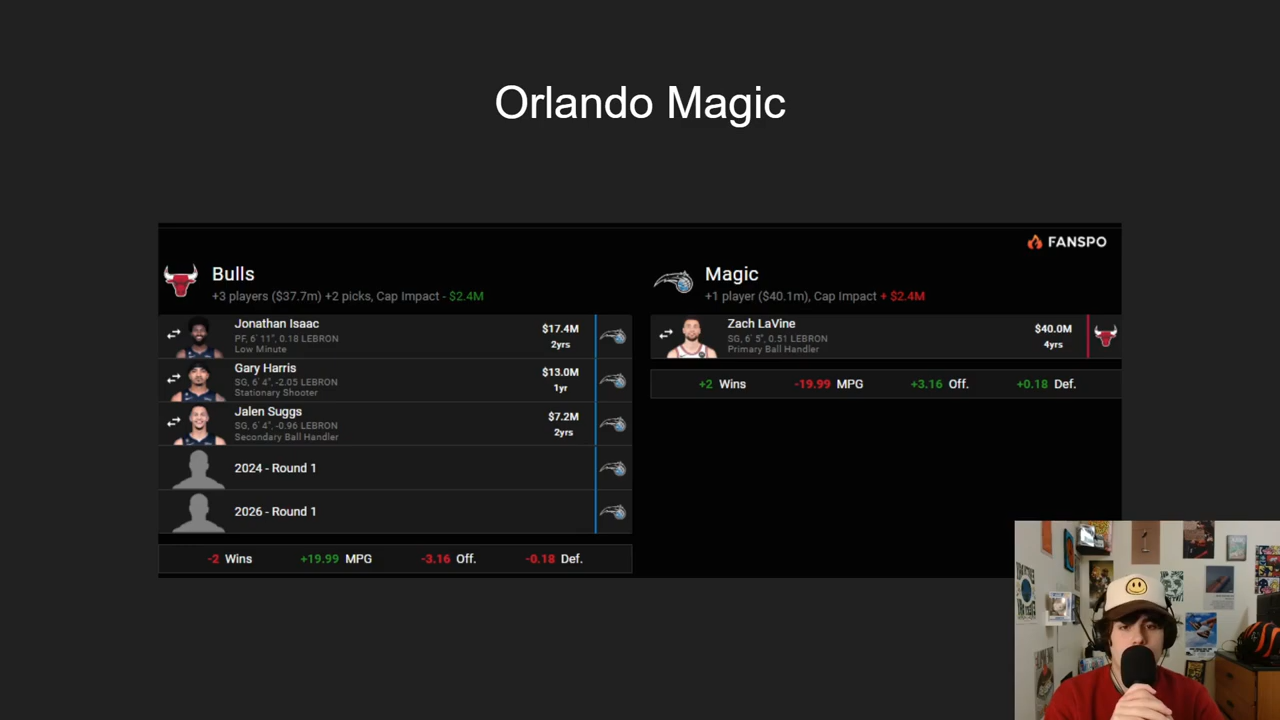 Orlando Magic
FANSPO
Bulls
+3 players ($37.7m) +2 picks, Cap Impact - $2.4M
Jonathan Isaac
PF, 6' 11", 0.18 LEBRON
Low Minute
$17.4M
2yrs
Gary Harris
SG, 6' 4", -2.05 LEBRON
Stationary Shooter
$13.0M
1yr
Jalen Suggs
SG, 6' 4", -0.96 LEBRON
Secondary Ball Handler
$7.2M
2yrs
2024 - Round 1
2026 - Round 1
-2 Wins +19.99 MPG -3.16 Off. -0.18 Def.
Magic
+1 player ($40.1m), Cap Impact + $2.4M
Zach LaVine
SG, 6' 5", 0.51 LEBRON
Primary Ball Handler
$40.0M
4yrs
+2 Wins -19.99 MPG +3.16 Off. +0.18 Def.